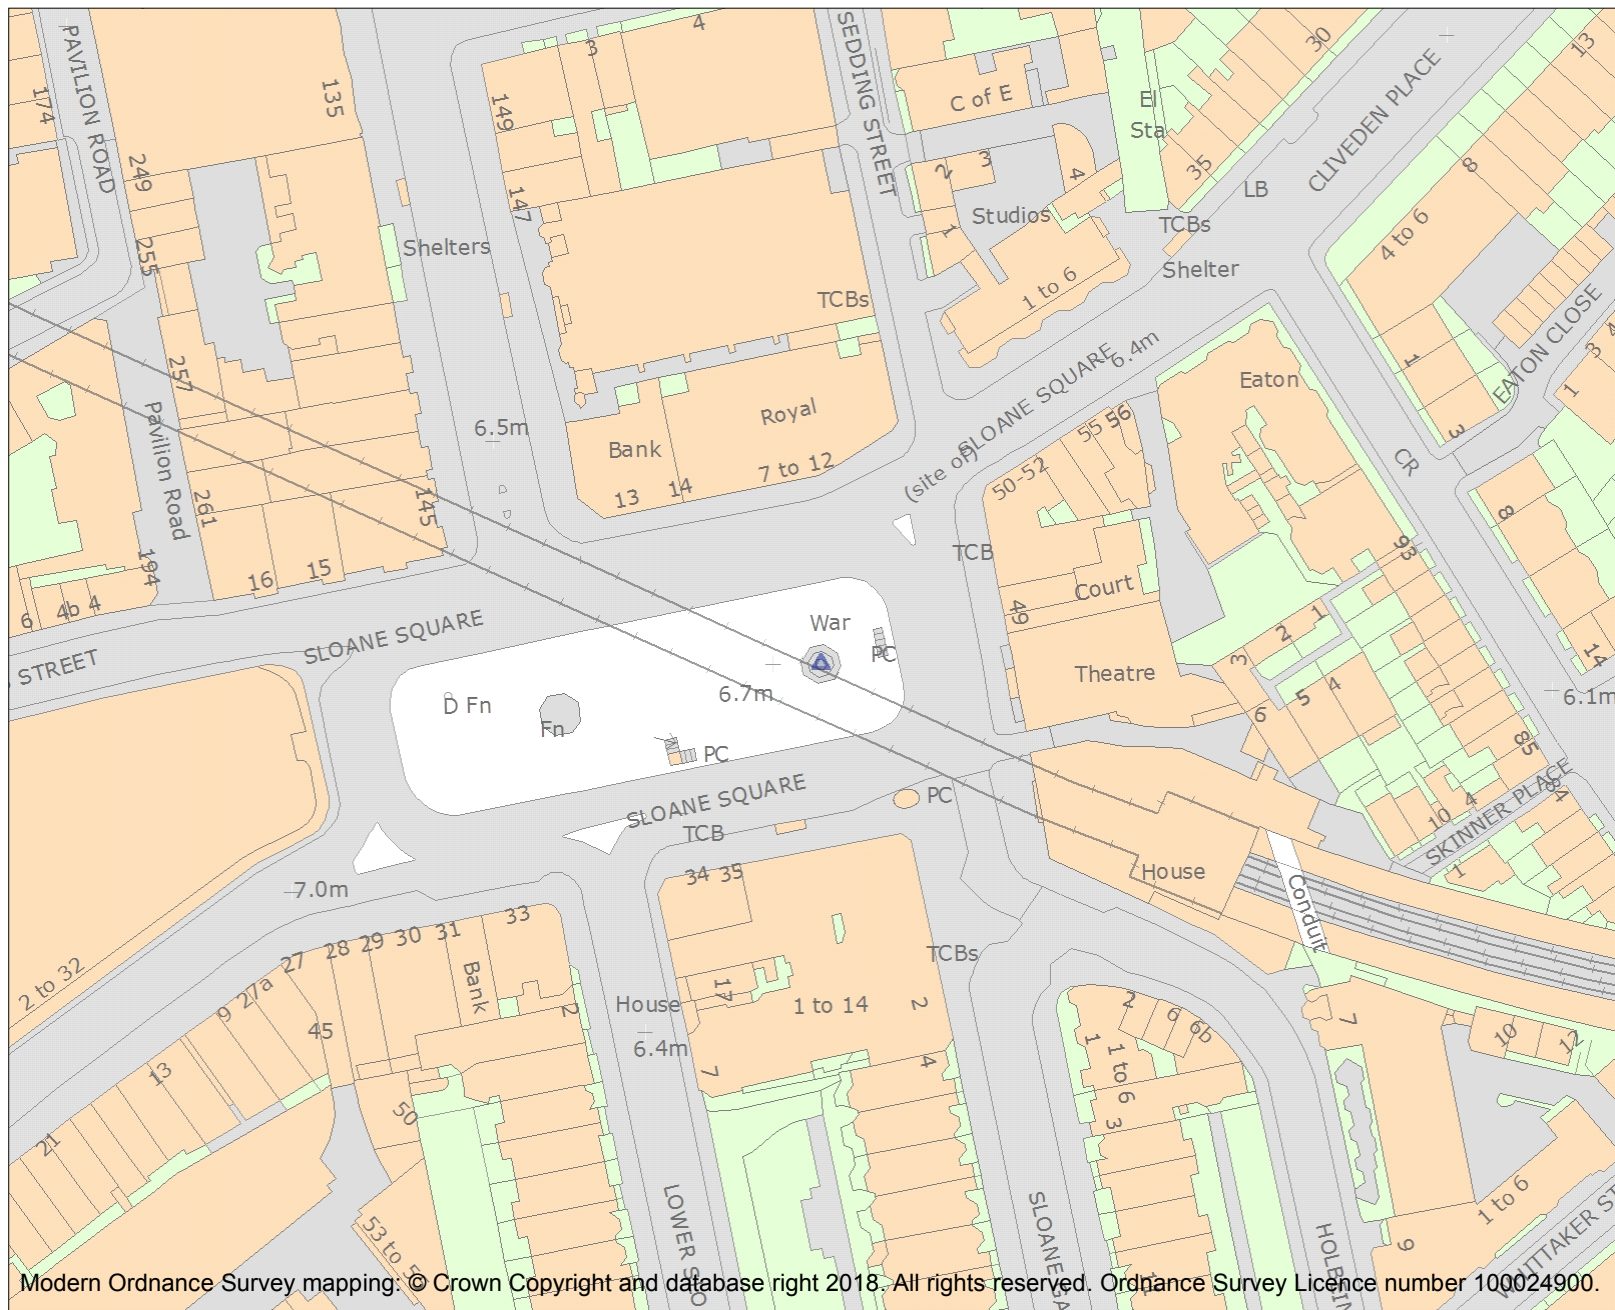 PAVILION ROAD
174
135
249
255
257
Pavilion Road
261
194
6
4b
4
16
15
145
STREET
SLOANE SQUARE
3
4
149
147
Shelters
SEDDING STREET
C of E
El
Sta
2
3
4
1
Studios
1 to 6
TCBs
35
30
LB
TCBs
Shelter
CLIVEDEN PLACE
13
8
4 to 6
1
3
EATON CLOSE
3
4
1
6.5m
Bank
13
14
Royal
7 to 12
SLOANE SQUARE
6.4m
(site of)
55
56
50-52
Eaton
CR
TCB
Court
49
Theatre
93
8
14
6.1m
1
2
3
4
5
6
85
84
SKINNER PLACE
10
4
1
War
PC
6.7m
D Fn
Fn
PC
SLOANE SQUARE
TCB
PC
House
Conduit
7.0m
34
35
2 to 32
27
28
29
30
31
33
9
27a
45
Bank
2
13
21
50
53 to 5
House
6.4m
17
1 to 14
2
7
4
TCBs
LOWER S
SLOANE GA
2
6
6b
1
1 to 6
3
11
7
10
12
1 to 6
9
HOLBEIN
WHITTAKER ST
Modern Ordnance Survey mapping: © Crown Copyright and database right 2018. All rights reserved. Ordnance Survey Licence number 100024900.